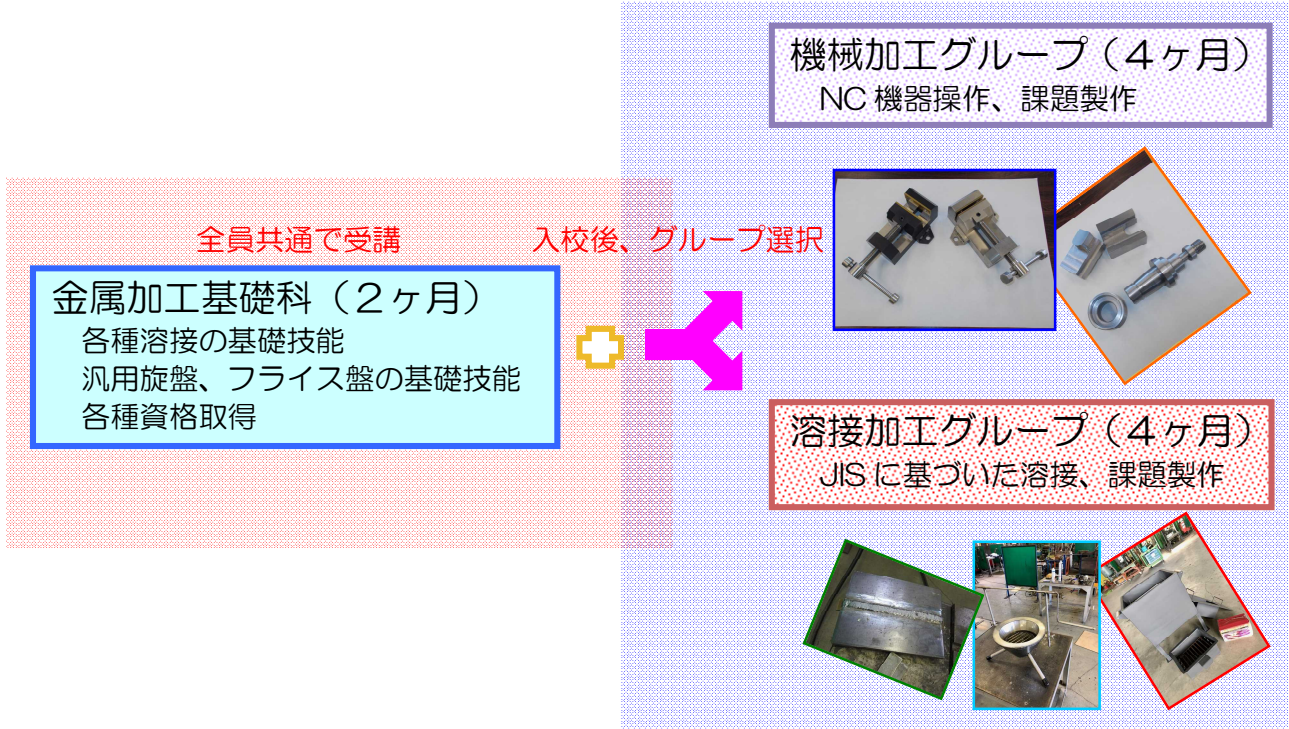 全員共通で受講
金属加工基礎科（２ヶ月）
各種溶接の基礎技能
汎用旋盤、フライス盤の基礎技能
各種資格取得
入校後、グループ選択
機械加工グループ（４ヶ月）
NC 機器操作、課題製作
溶接加工グループ（４ヶ月）
JIS に基づいた溶接、課題製作